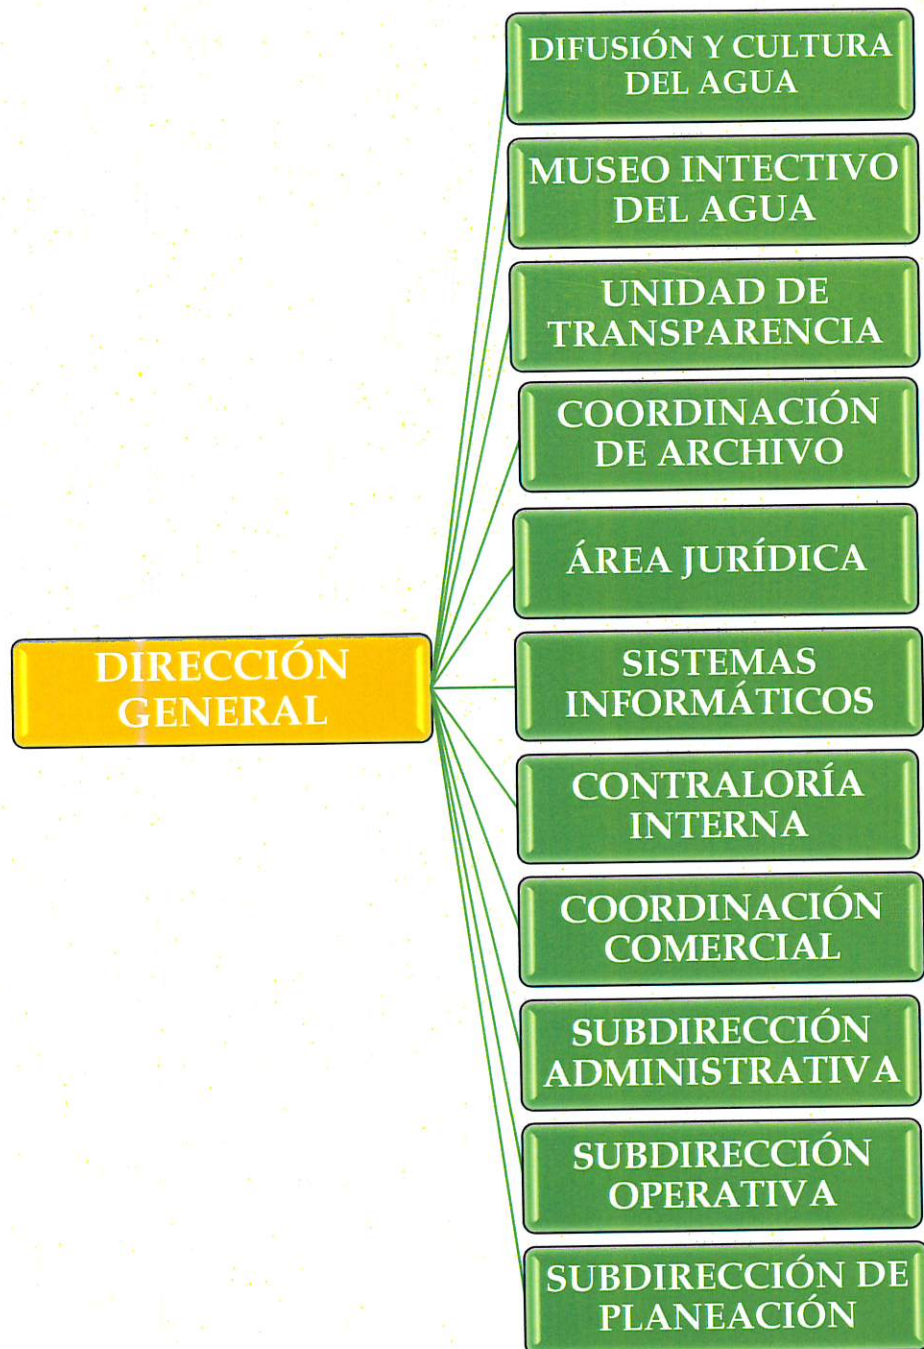 DIFUSIÓN Y CULTURA
DEL AGUA
MUSEO INTECTIVO
DEL AGUA
UNIDAD DE
TRANSPARENCIA
COORDINACIÓN
DE ARCHIVO
ÁREA JURÍDICA
DIRECCIÓN
GENERAL
SISTEMAS
INFORMÁTICOS
CONTRALORÍA
INTERNA
COORDINACIÓN
COMERCIAL
SUBDIRECCIÓN
ADMINISTRATIVA
SUBDIRECCIÓN
OPERATIVA
SUBDIRECCIÓN DE
PLANEACIÓN